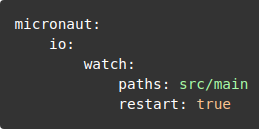 micronaut:
    io:
        watch:
            paths: src/main
            restart: true